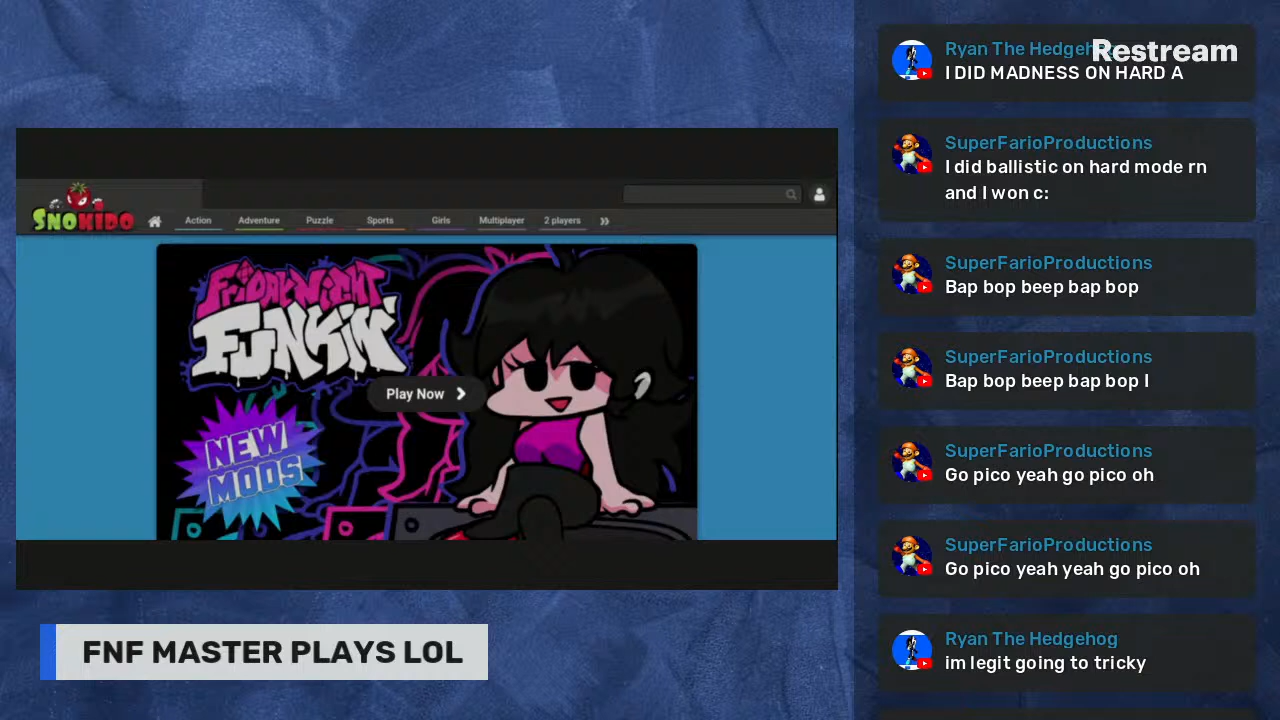 Restream
Ryan The Hedgehog
I DID MADNESS ON HARD A
SuperFarioProductions
I did ballistic on hard mode rn
and I won c:
SuperFarioProductions
Bap bop beep bap bop
SuperFarioProductions
Bap bop beep bap bop I
SuperFarioProductions
Go pico yeah go pico oh
SuperFarioProductions
Go pico yeah yeah go pico oh
Ryan The Hedgehog
im legit going to tricky
SNOKIDO
Action Adventure Puzzle Sports Girls Multiplayer 2 players »
FRIDAY NIGHT
FUNKIN'
Play Now
NEW
MODS
FNF MASTER PLAYS LOL